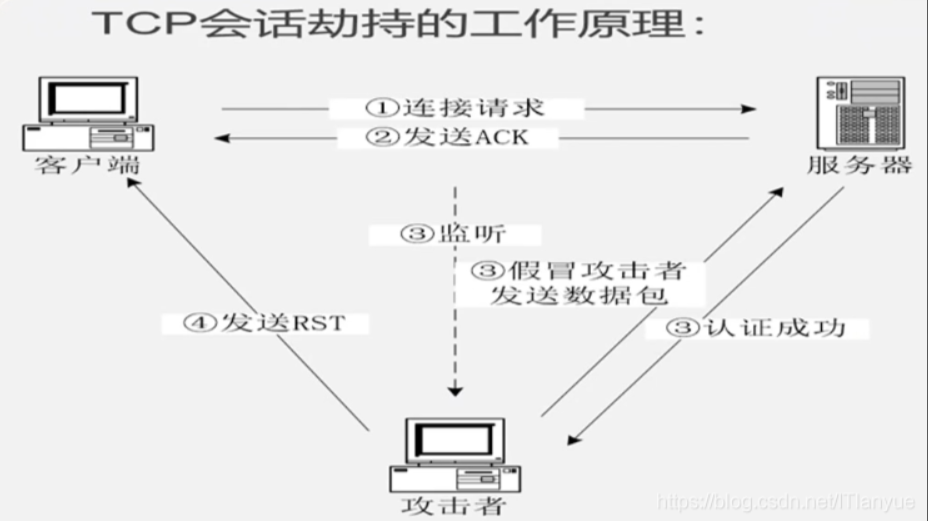 TCP会话劫持的工作原理：
①连接请求
②发送ACK
客户端
服务器
③监听
③假冒攻击者
发送数据包
④发送RST
③认证成功
攻击者
https://blog.csdn.net/ITlanyue